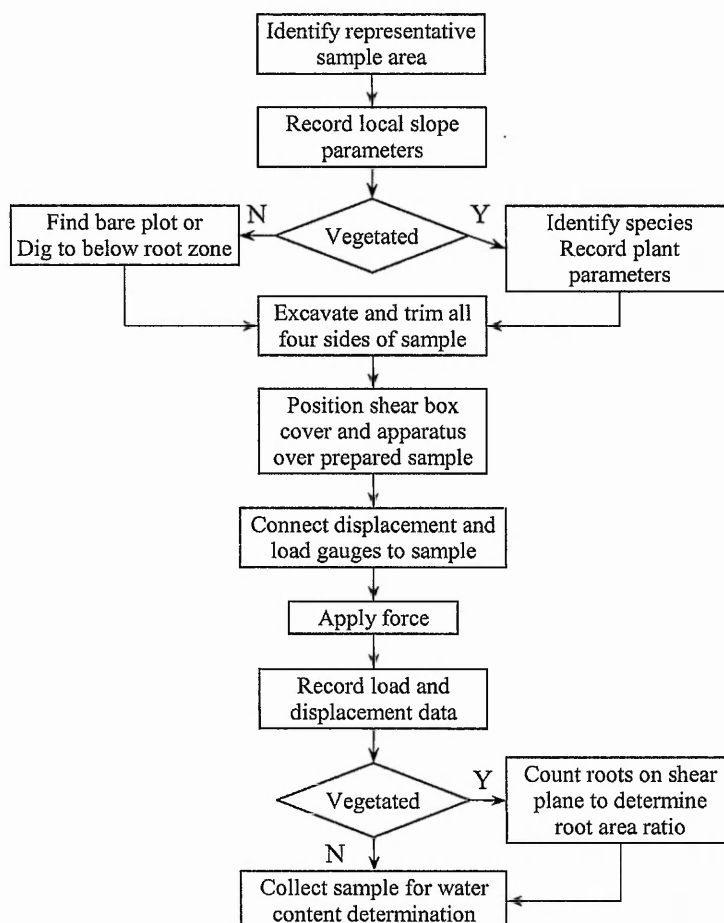 Identify representative
sample area
Record local slope
parameters
N
Y
Find bare plot or
Dig to below root zone
Vegetated
Identify species
Record plant
parameters
Excavate and trim all
four sides of sample
Position shear box
cover and apparatus
over prepared sample
Connect displacement and
load gauges to sample
Apply force
Record load and
displacement data
Vegetated
Y
Count roots on shear
plane to determine
root area ratio
N
Collect sample for water
content determination